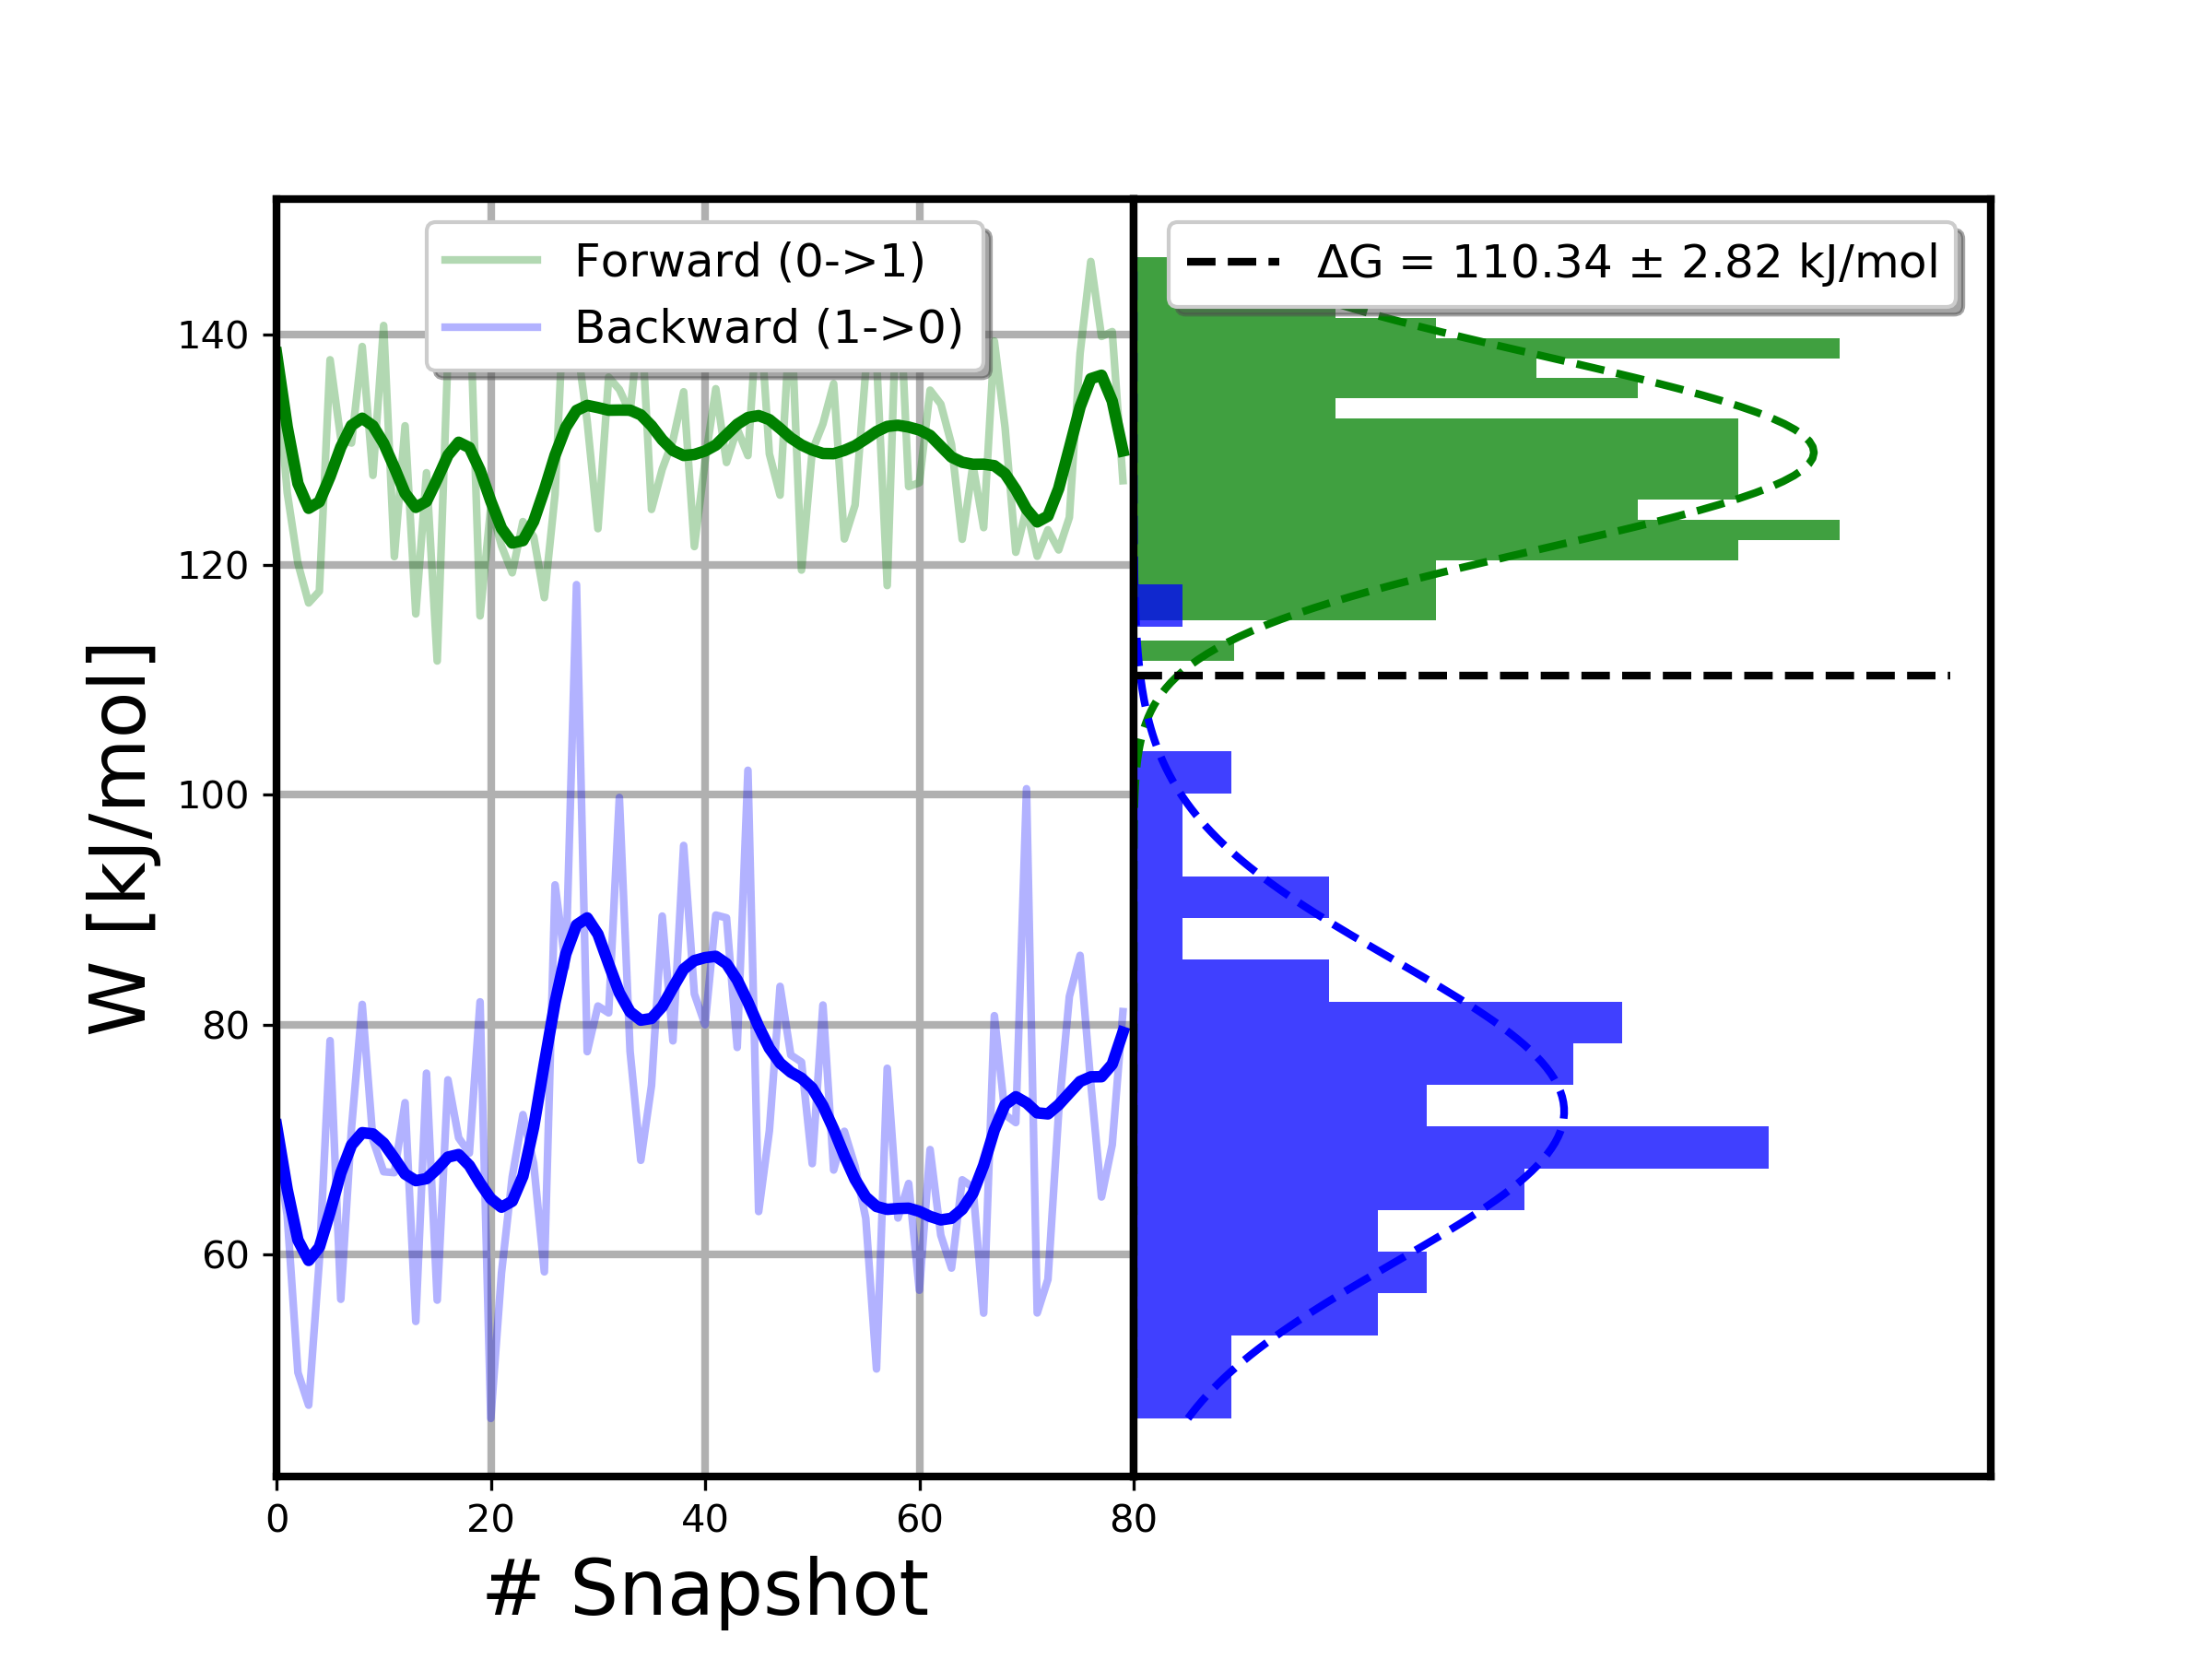 Forward (0->1)
Backward (1->0)
ΔG = 110.34 ± 2.82 kJ/mol
W [kJ/mol]
140
120
100
80
60
0 20 40 60 80
# Snapshot